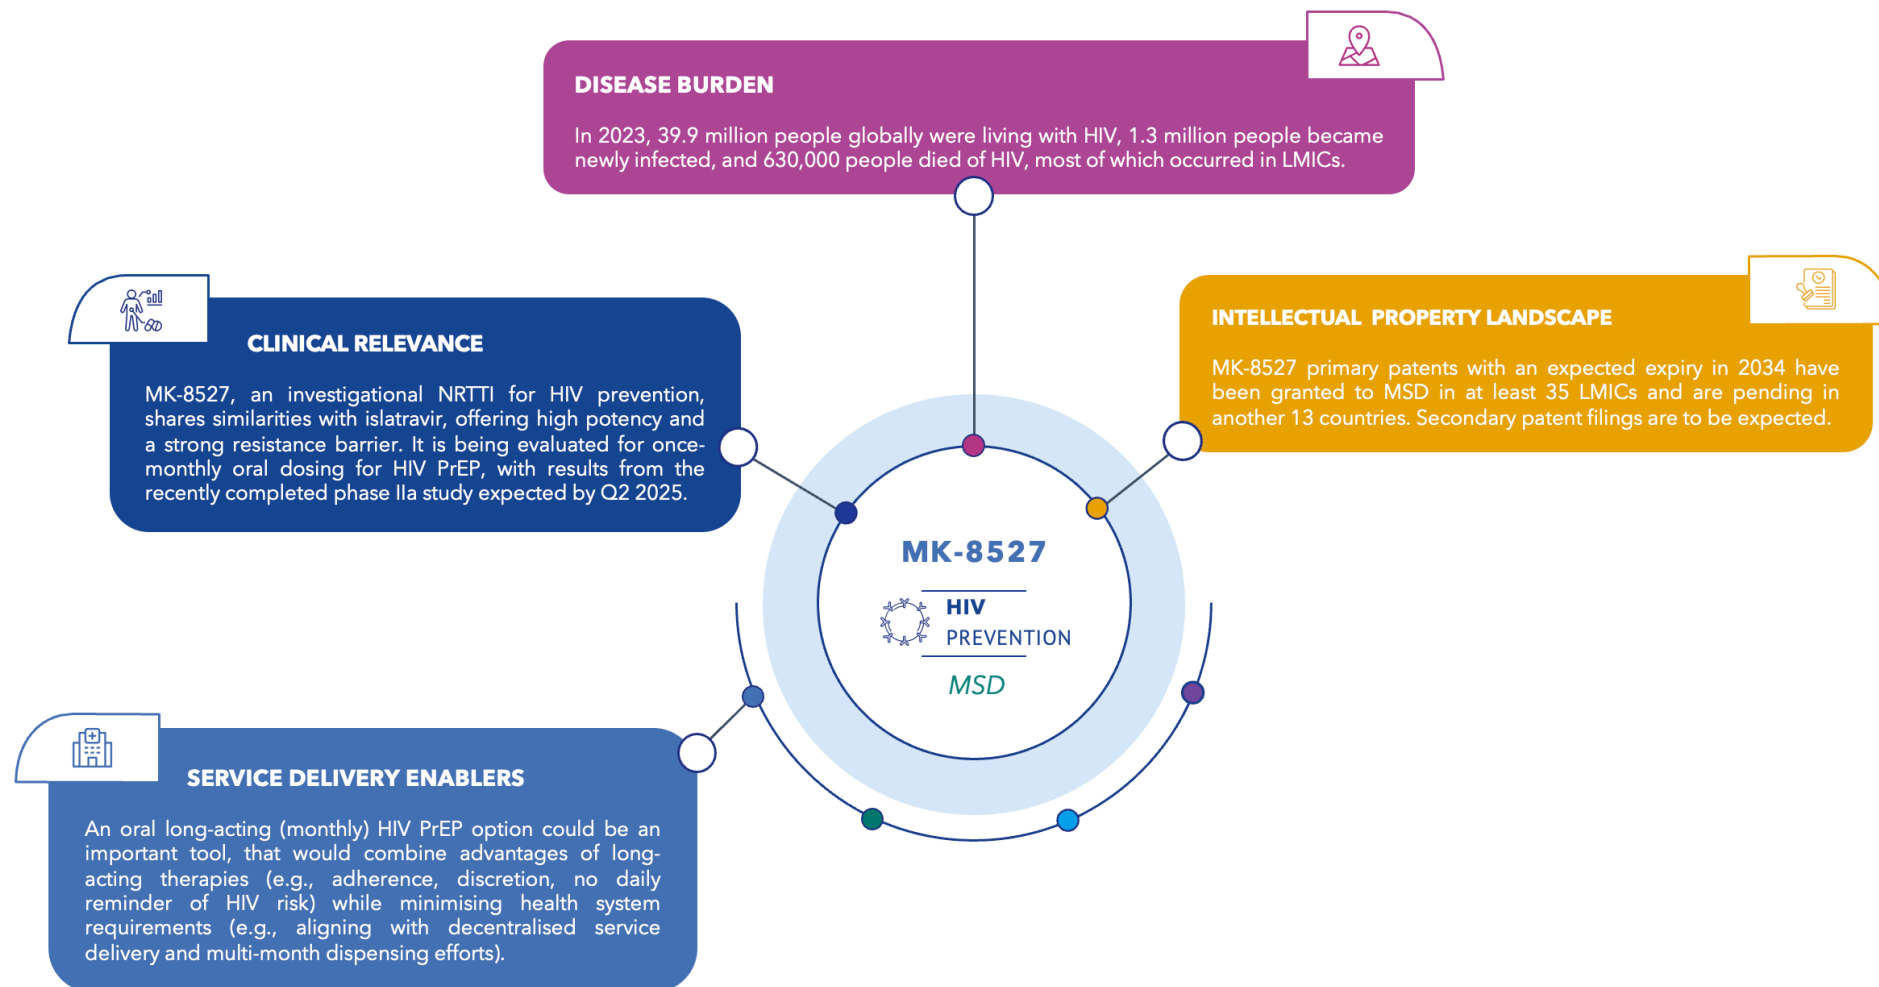 DISEASE BURDEN
In 2023, 39.9 million people globally were living with HIV, 1.3 million people became
newly infected, and 630,000 people died of HIV, most of which occurred in LMICs.
CLINICAL RELEVANCE
MK-8527, an investigational NRTTI for HIV prevention,
shares similarities with islatravir, offering high potency and
a strong resistance barrier. It is being evaluated for once-
monthly oral dosing for HIV PrEP, with results from the
recently completed phase IIa study expected by Q2 2025.
INTELLECTUAL PROPERTY LANDSCAPE
MK-8527 primary patents with an expected expiry in 2034 have
been granted to MSD in at least 35 LMICs and are pending in
another 13 countries. Secondary patent filings are to be expected.
MK-8527
HIV
PREVENTION
MSD
SERVICE DELIVERY ENABLERS
An oral long-acting (monthly) HIV PrEP option could be an
important tool, that would combine advantages of long-
acting therapies (e.g., adherence, discretion, no daily
reminder of HIV risk) while minimising health system
requirements (e.g., aligning with decentralised service
delivery and multi-month dispensing efforts).